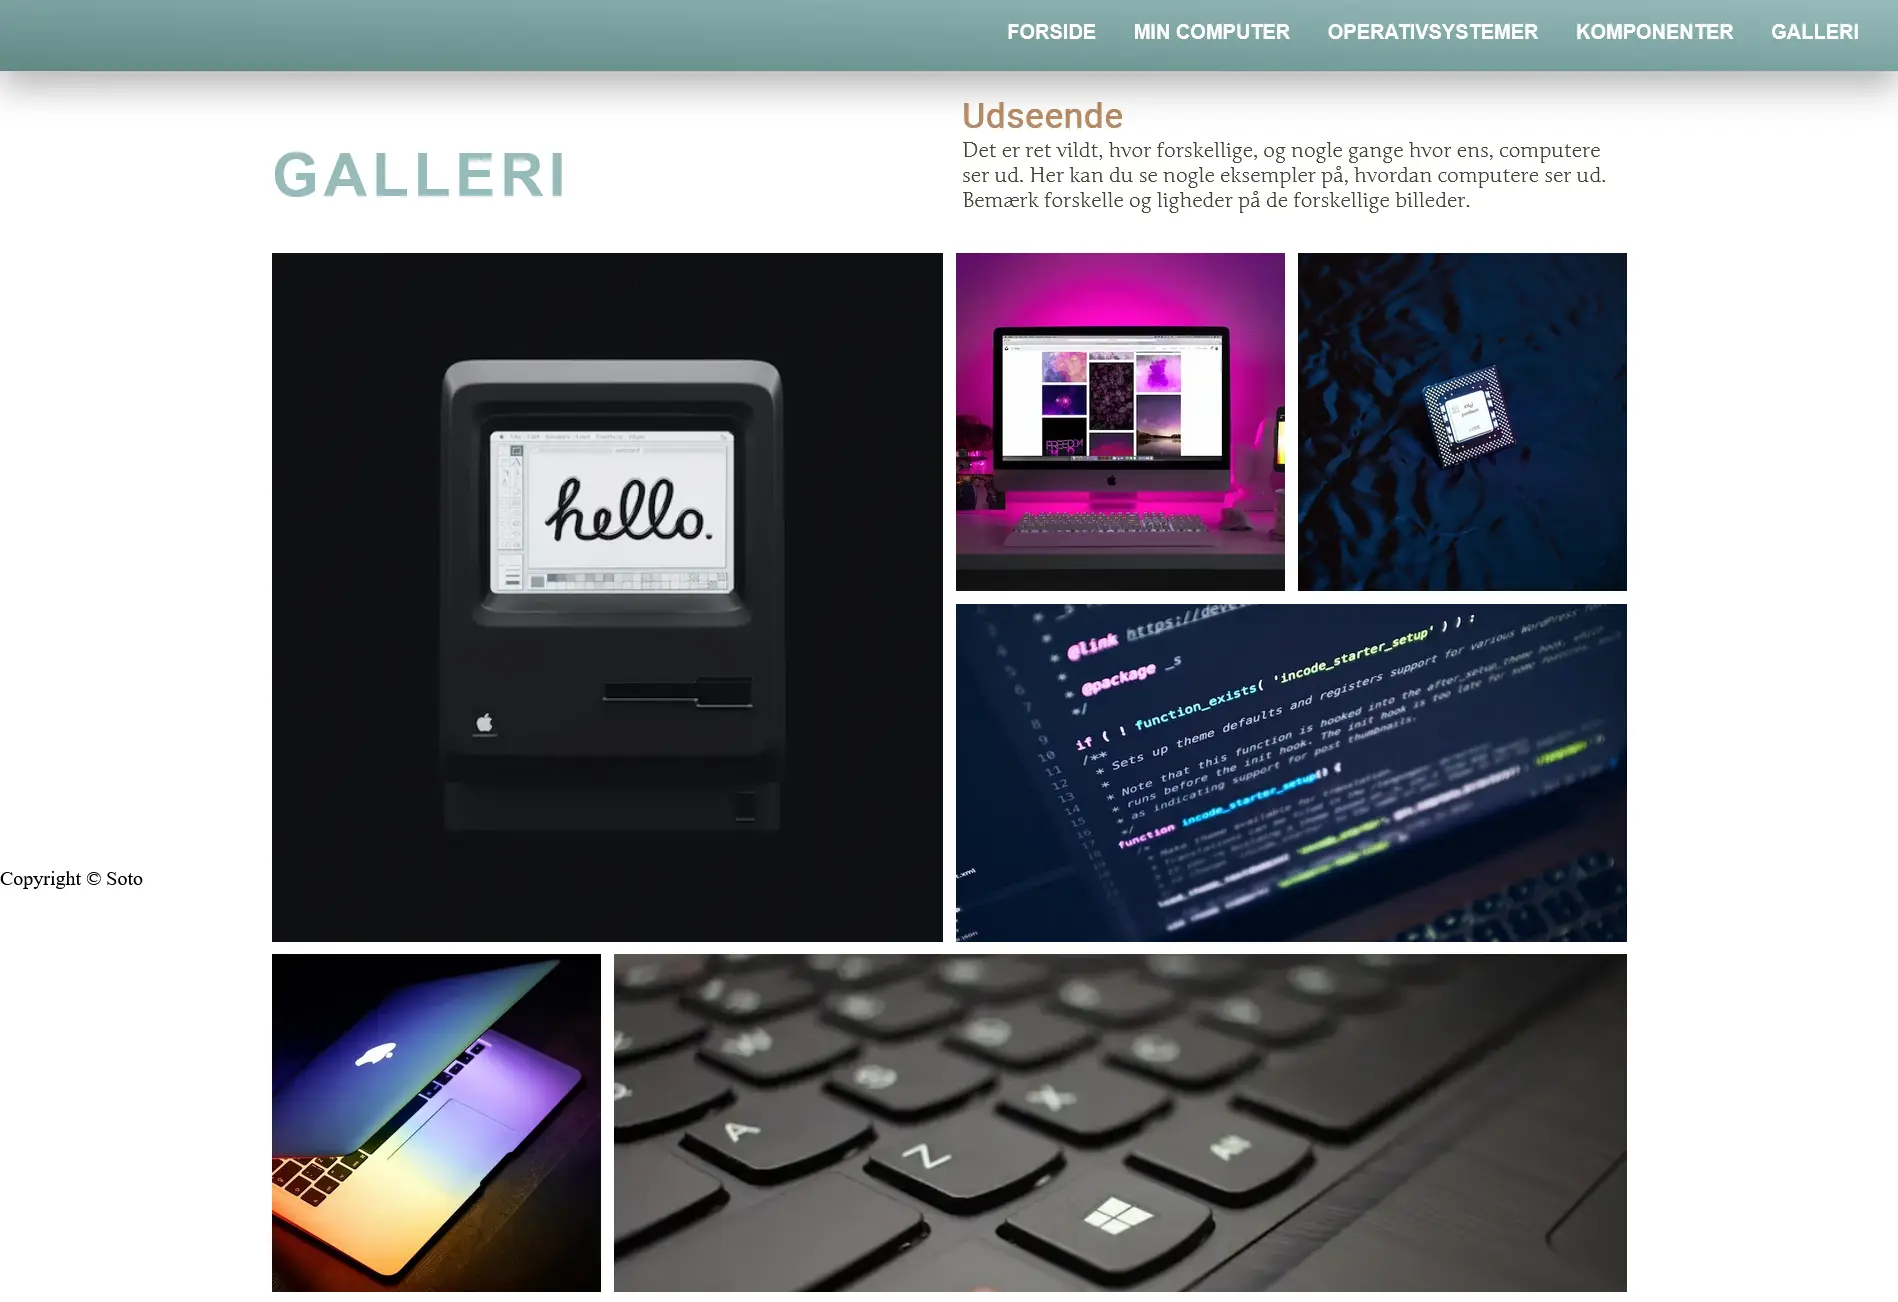 FORSIDE MIN COMPUTER OPERATIVSYSTEMER KOMPONENTER GALLERI
GALLERI
Udseende
Det er ret vildt, hvor forskellige, og nogle gange hvor ens, computere
ser ud. Her kan du se nogle eksempler på, hvordan computere ser ud.
Bemærk forskelle og ligheder på de forskellige billeder.
hello.
FREEDOM
* @link https://deve
* @package _s
*/
if ( ! function_exists( 'incode_starter_setup' ) ) :
/**
* Sets up theme defaults and registers support for various WordPress
* Note that this function is hooked into the after_setup_theme hook, which
* runs before the init hook. The init hook is too late for some features
* as indicating support for post thumbnails.
*/
function incode_starter_setup() {
Copyright © Soto
A
Z
X
Alt